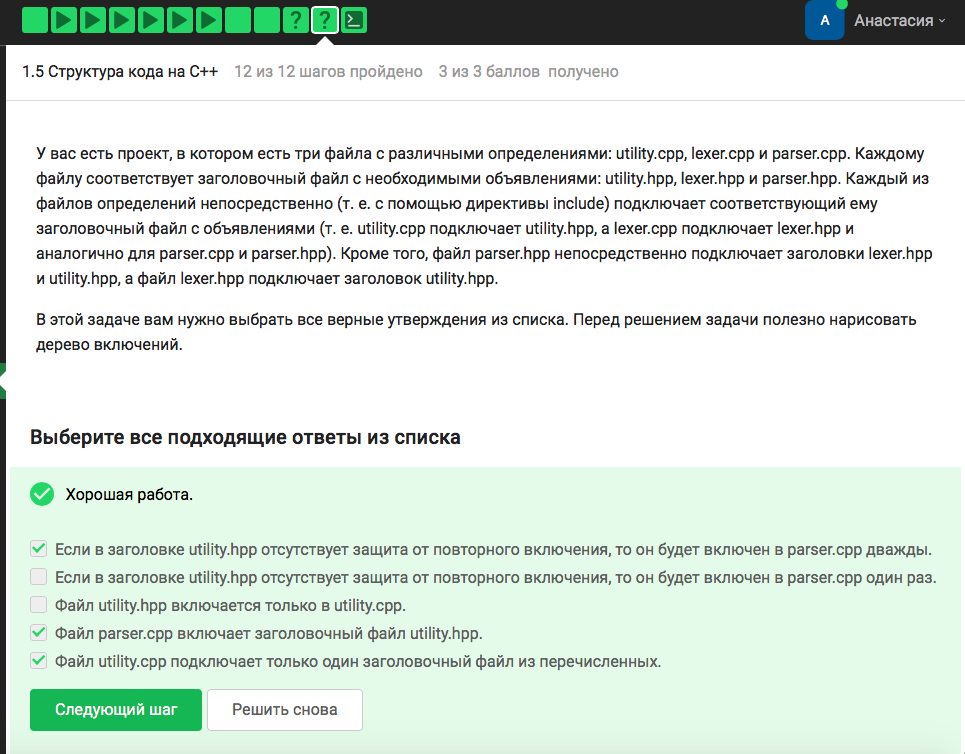 ? ?
А Анастасия
1.5 Структура кода на C++ 12 из 12 шагов пройдено 3 из 3 баллов получено
У вас есть проект, в котором есть три файла с различными определениями: utility.cpp, lexer.cpp и parser.cpp. Каждому
файлу соответствует заголовочный файл с необходимыми объявлениями: utility.hpp, lexer.hpp и parser.hpp. Каждый из
файлов определений непосредственно (т. е. с помощью директивы include) подключает соответствующий ему
заголовочный файл с объявлениями (т. е. utility.cpp подключает utility.hpp, а lexer.cpp подключает lexer.hpp и
аналогично для parser.cpp и parser.hpp). Кроме того, файл parser.hpp непосредственно подключает заголовки lexer.hpp
и utility.hpp, а файл lexer.hpp подключает заголовок utility.hpp.
В этой задаче вам нужно выбрать все верные утверждения из списка. Перед решением задачи полезно нарисовать
дерево включений.
Выберите все подходящие ответы из списка
Хорошая работа.
Если в заголовке utility.hpp отсутствует защита от повторного включения, то он будет включен в parser.cpp дважды.
Если в заголовке utility.hpp отсутствует защита от повторного включения, то он будет включен в parser.cpp один раз.
Файл utility.hpp включается только в utility.cpp.
Файл parser.cpp включает заголовочный файл utility.hpp.
Файл utility.cpp подключает только один заголовочный файл из перечисленных.
Следующий шаг Решить снова